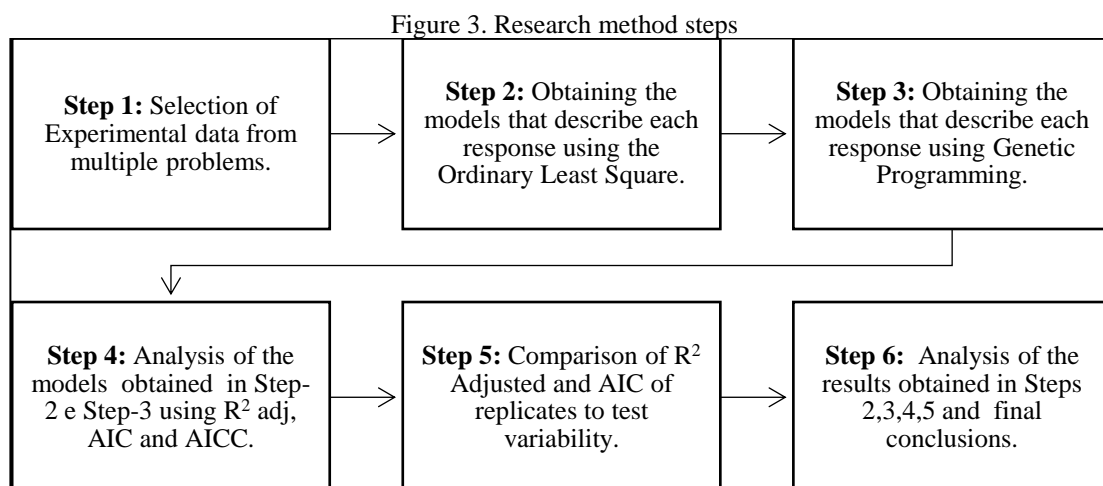 Figure 3. Research method steps
Step 1: Selection of
Experimental data from
multiple problems.
Step 2: Obtaining the
models that describe each
response using the
Ordinary Least Square.
Step 3: Obtaining the
models that describe each
response using Genetic
Programming.
Step 4: Analysis of the
models obtained in Step-
2 e Step-3 using R² adj,
AIC and AICC.
Step 5: Comparison of R²
Adjusted and AIC of
replicates to test
variability.
Step 6: Analysis of the
results obtained in Steps
2,3,4,5 and final
conclusions.